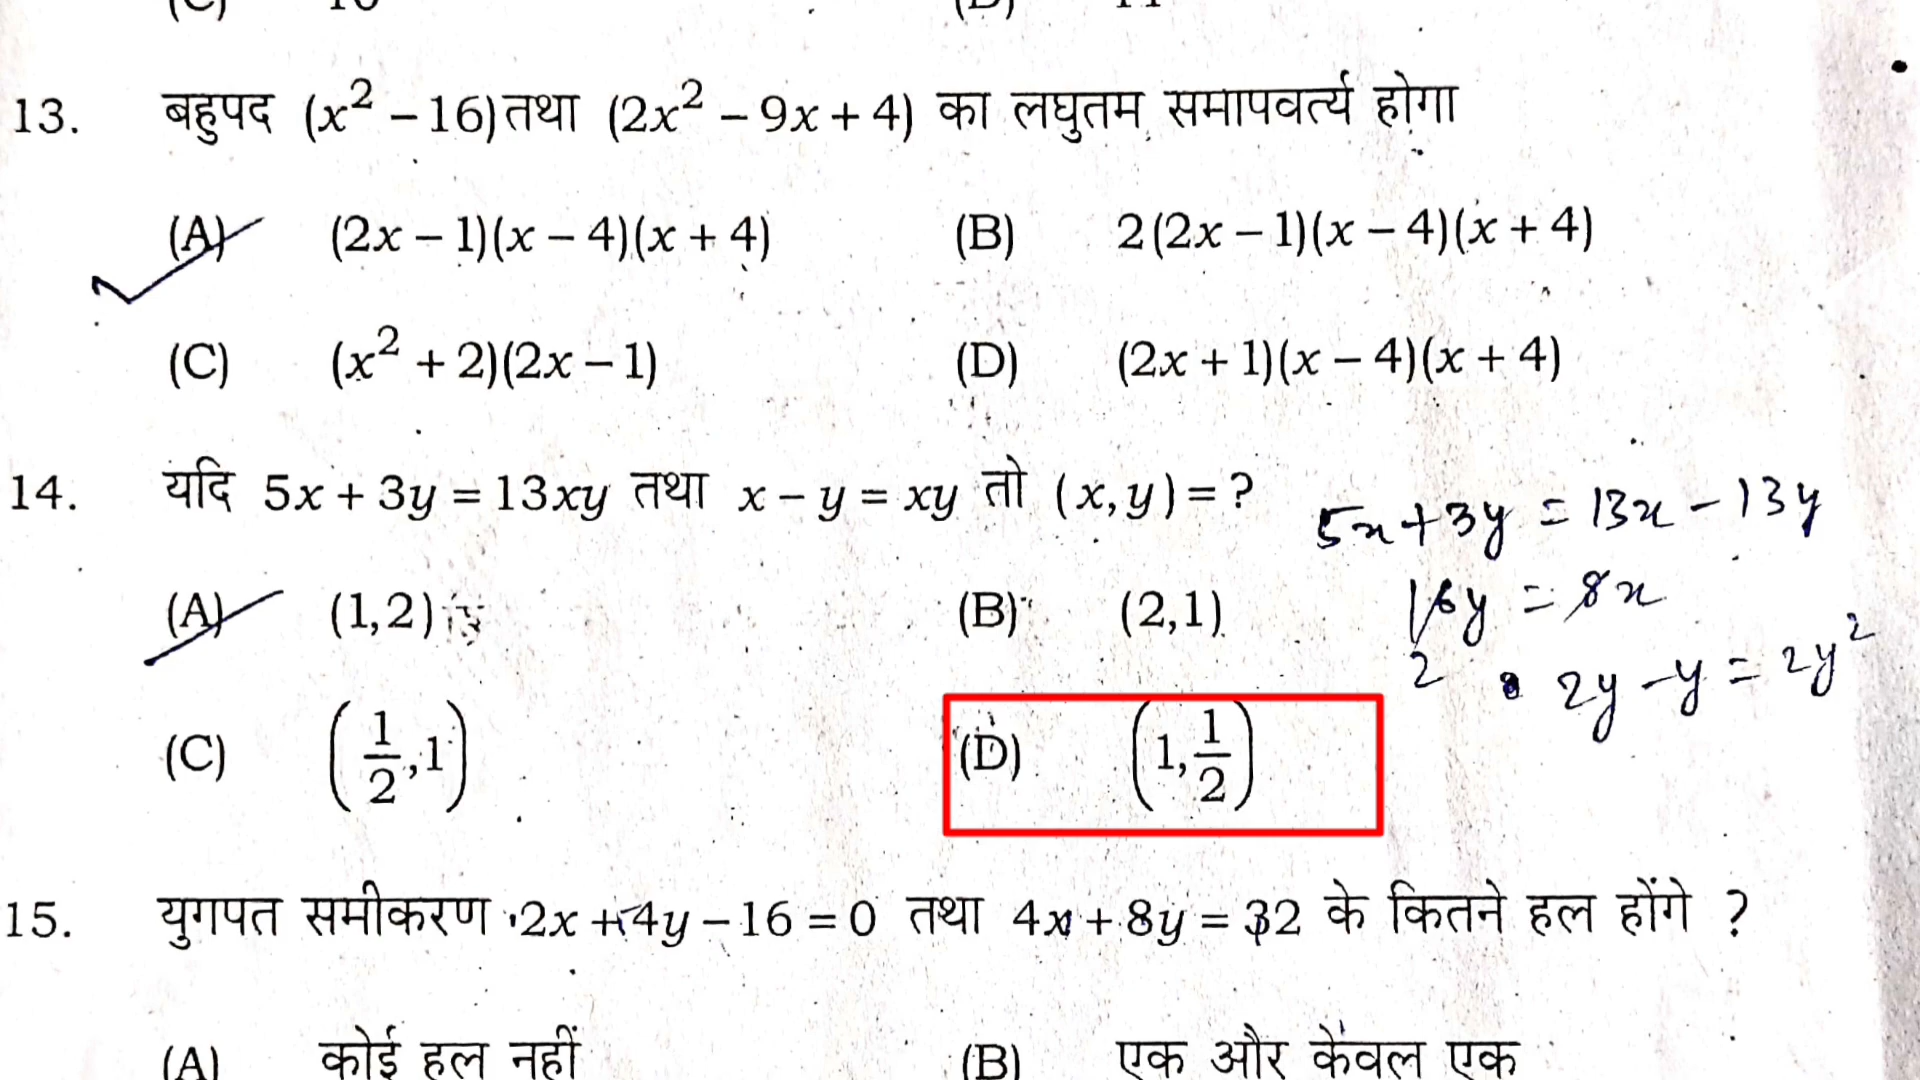 13. बहुपद (x² – 16) तथा (2x² – 9x + 4) का लघुतम समापवर्त्य होगा
(A) (2x – 1)(x – 4)(x + 4) (B) 2(2x – 1)(x – 4)(x + 4)
(C) (x² + 2)(2x – 1) (D) (2x + 1)(x – 4)(x + 4)
14. यदि 5x + 3y = 13xy तथा x – y = xy तो (x, y) = ?
5x + 3y = 13x – 13y
(A) (1,2) (B) (2,1)
16y = 8x
2
2y – y = 2y²
(C) (1/2, 1) (D) (1, 1/2)
15. युगपत समीकरण 2x + 4y – 16 = 0 तथा 4x + 8y = 32 के कितने हल होंगे ?
(A) कोई हल नहीं (B) एक और केवल एक